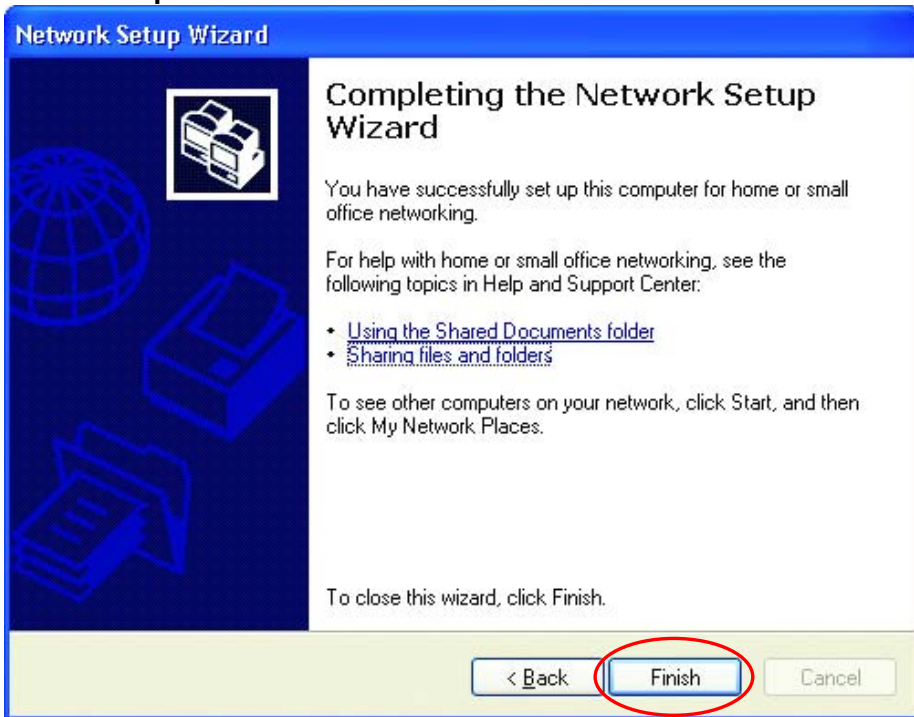 Network Setup Wizard
Completing the Network Setup
Wizard
You have successfully set up this computer for home or small
office networking.
For help with home or small office networking, see the
following topics in Help and Support Center:
• Using the Shared Documents folder
• Sharing files and folders
To see other computers on your network, click Start, and then
click My Network Places.
To close this wizard, click Finish.
< Back Finish Cancel